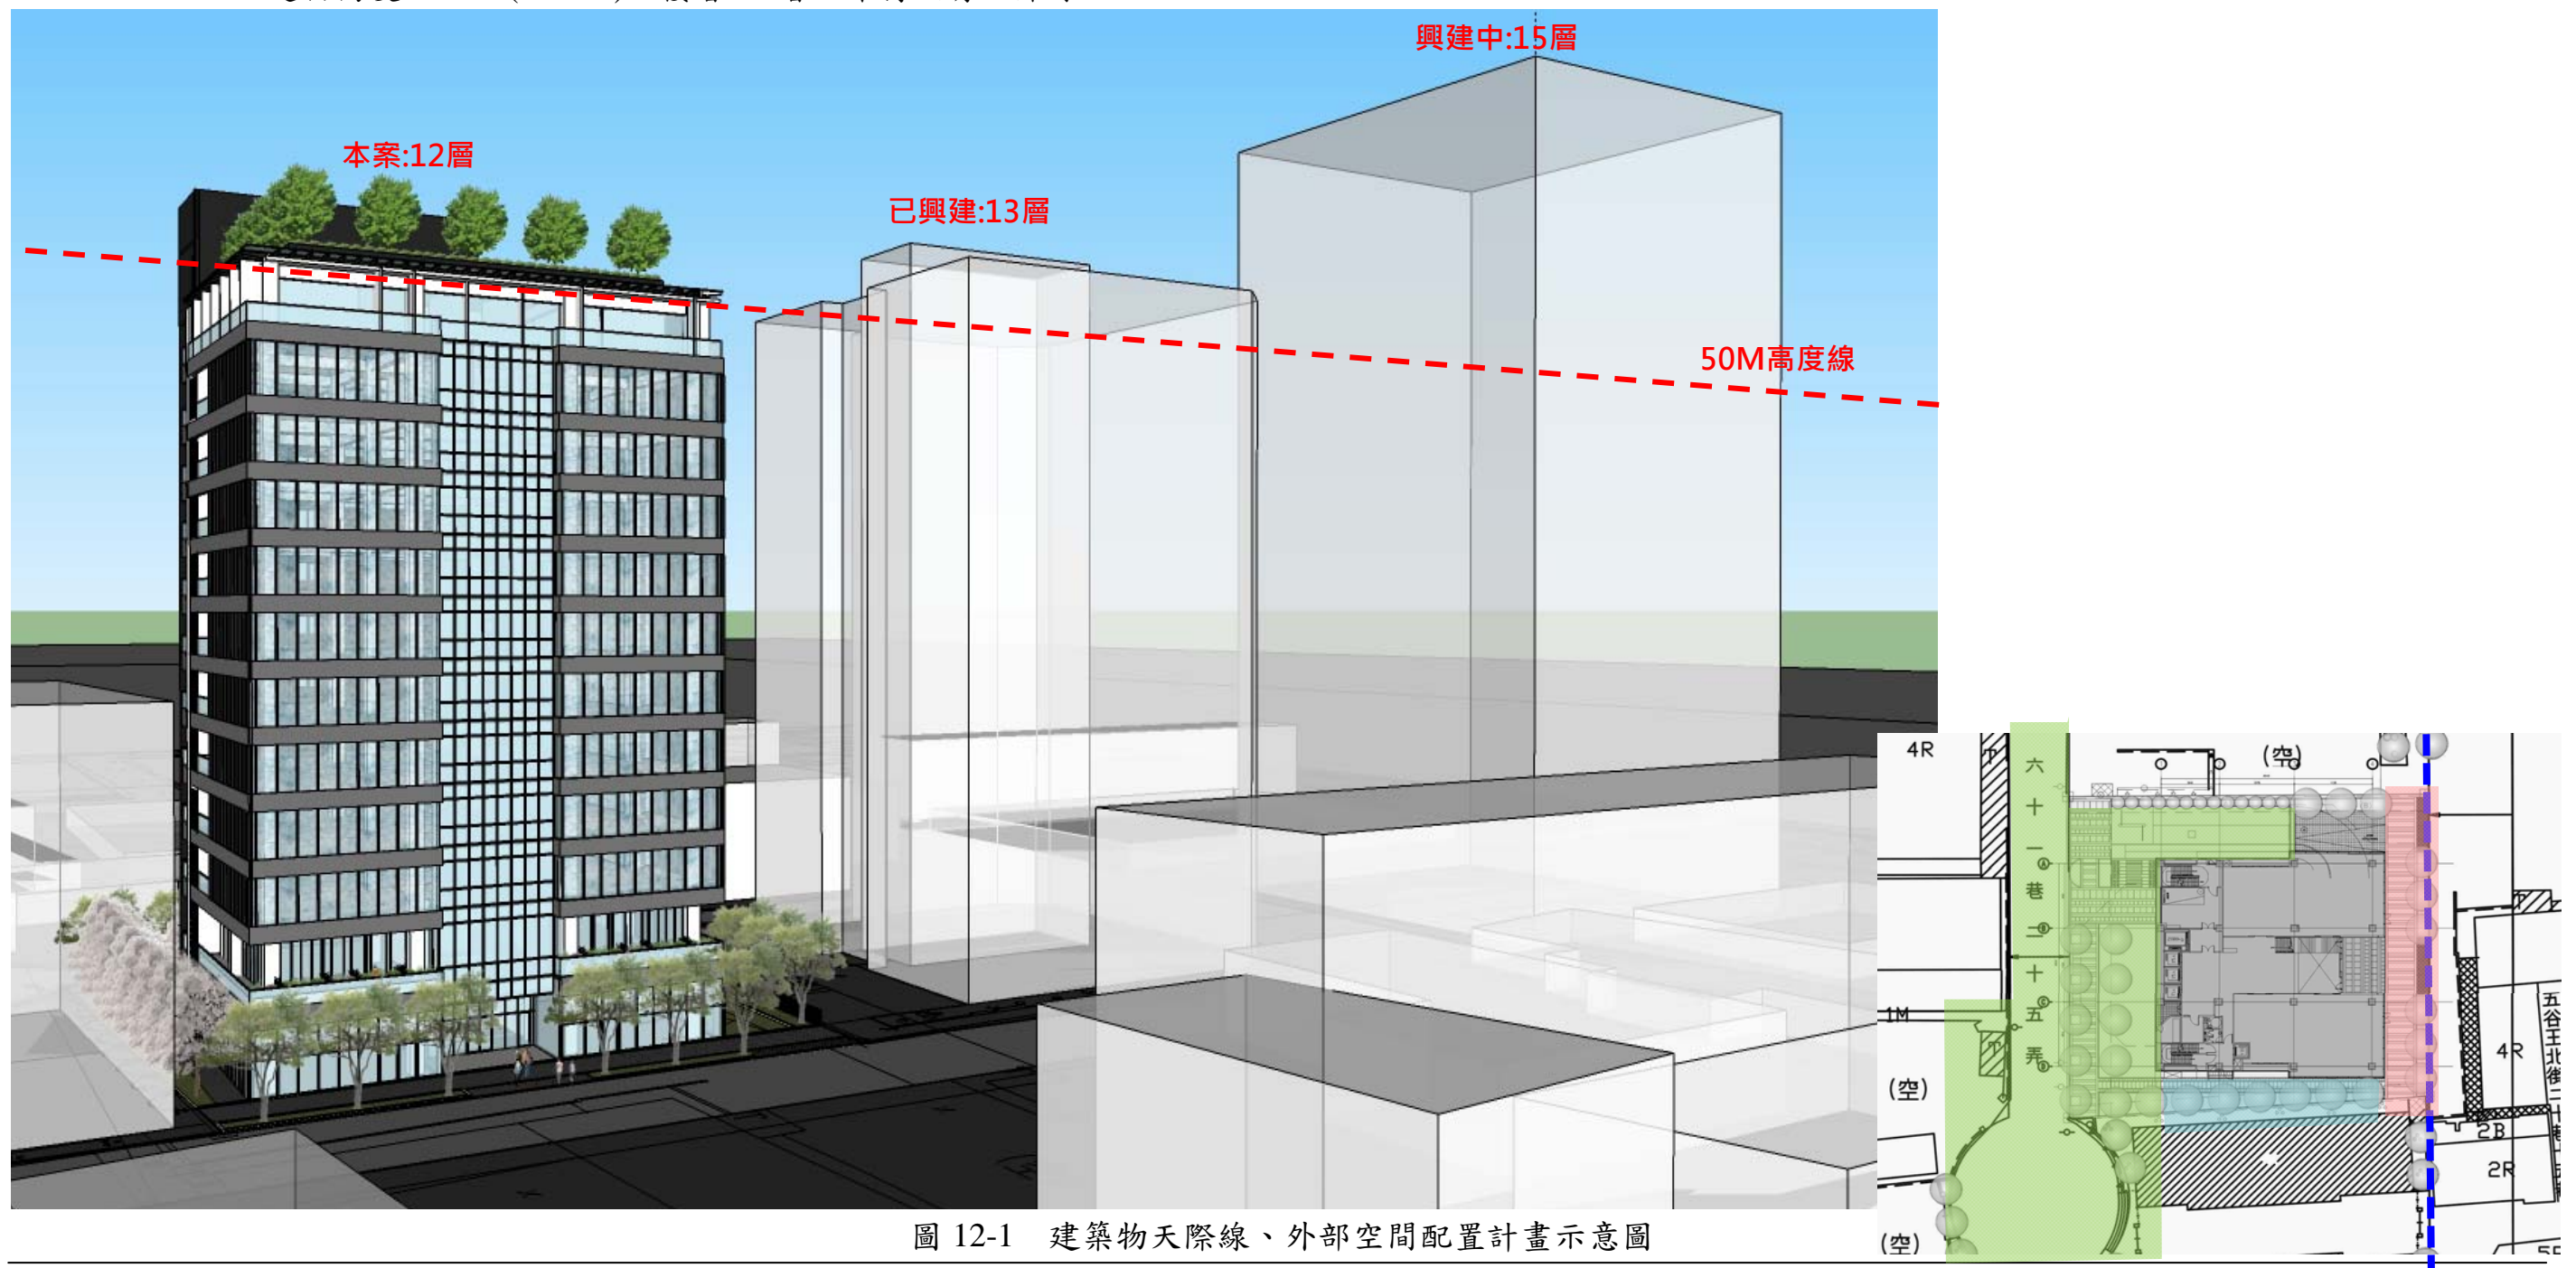 興建中:15層
本案:12層
已興建:13層
50M高度線
4R
(空)
六十一巷二十五弄
A
B
C
D
1M
(空)
五谷王北街二十巷
4R
2B
2R
(空)
圖 12-1 建築物天際線、外部空間配置計畫示意圖